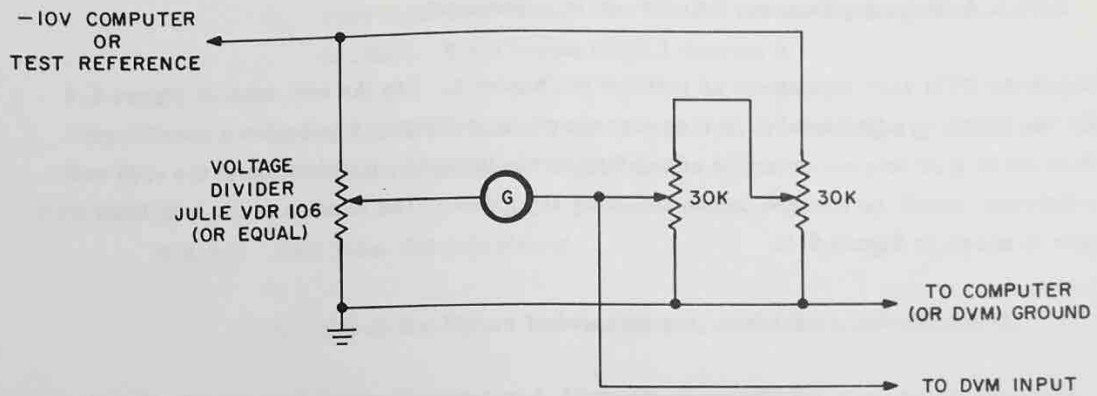 -10V COMPUTER
OR
TEST REFERENCE
VOLTAGE
DIVIDER
JULIE VDR 106
(OR EQUAL)
G
30K
30K
TO COMPUTER
(OR DVM) GROUND
TO DVM INPUT